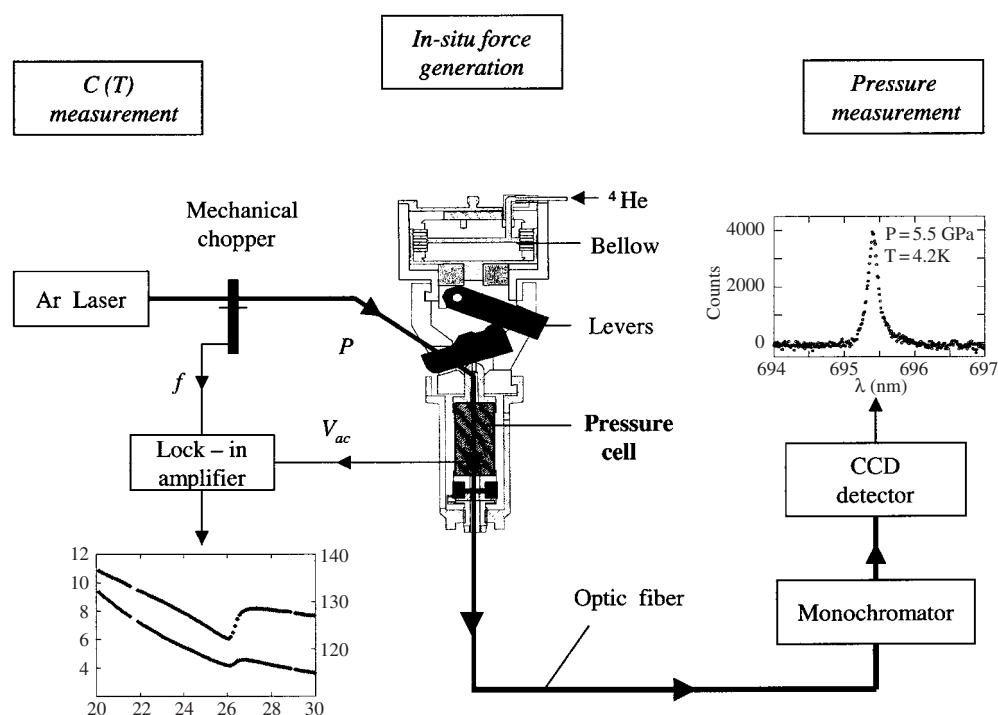 In-situ force
generation
C (T)
measurement
Pressure
measurement
Mechanical
chopper
Ar Laser
f
P
⁴He
Bellow
Levers
Pressure
cell
V_ac
Lock – in
amplifier
4000
2000
0
Counts
P = 5.5 GPa
T = 4.2K
694 695 696 697
λ (nm)
CCD
detector
Monochromator
Optic fiber
12
10
8
6
4
140
128
116
20 22 24 26 28 30